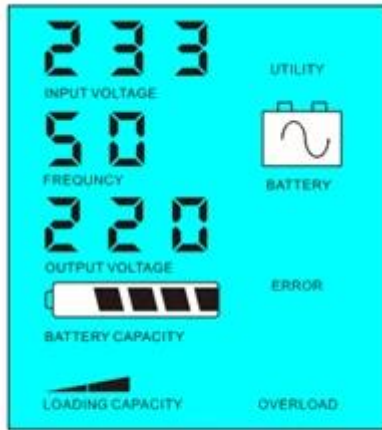 233
UTILITY
INPUT VOLTAGE
50
FREQUNCY
BATTERY
220
OUTPUT VOLTAGE
ERROR
BATTERY CAPACITY
LOADING CAPACITY
OVERLOAD